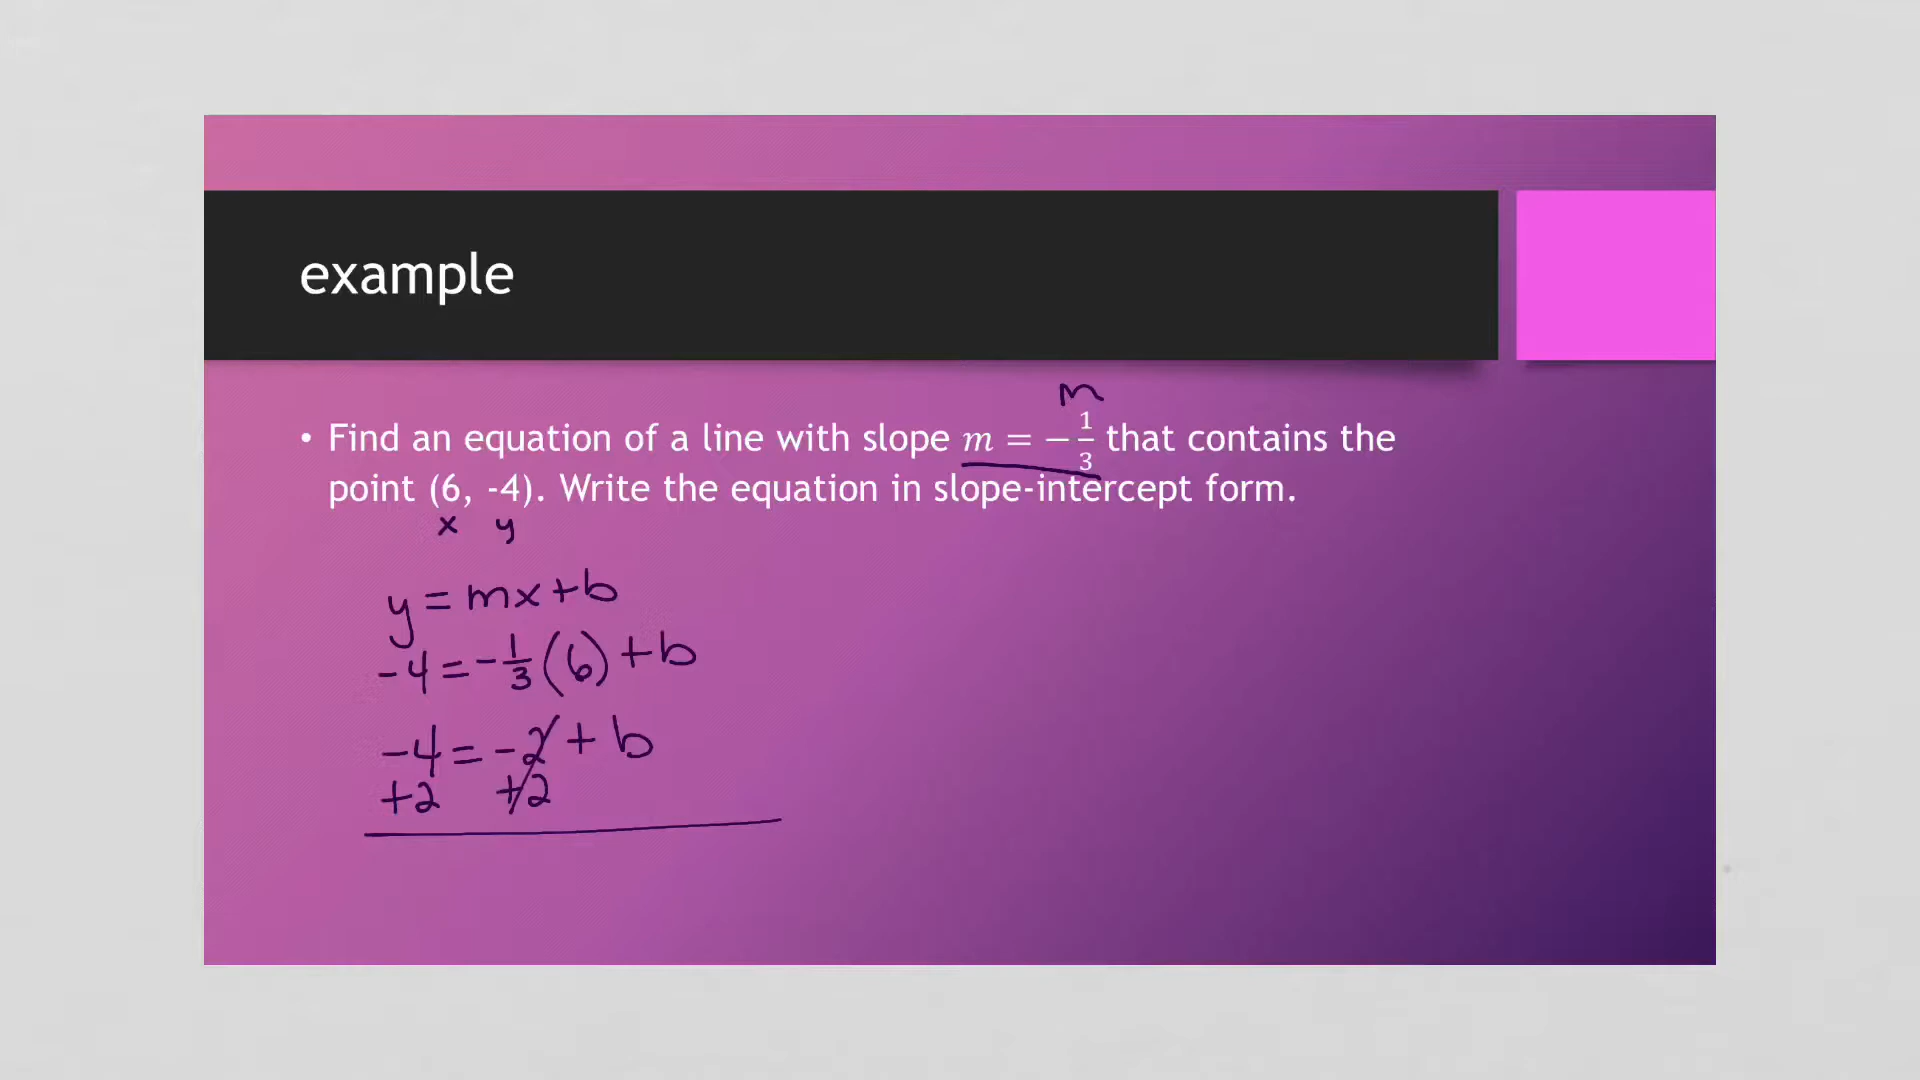 example
m
• Find an equation of a line with slope m = -1/3 that contains the
point (6, -4). Write the equation in slope-intercept form.
x y
y = mx + b
-4 = -1/3 (6) + b
-4 = -2 + b
+2 +2